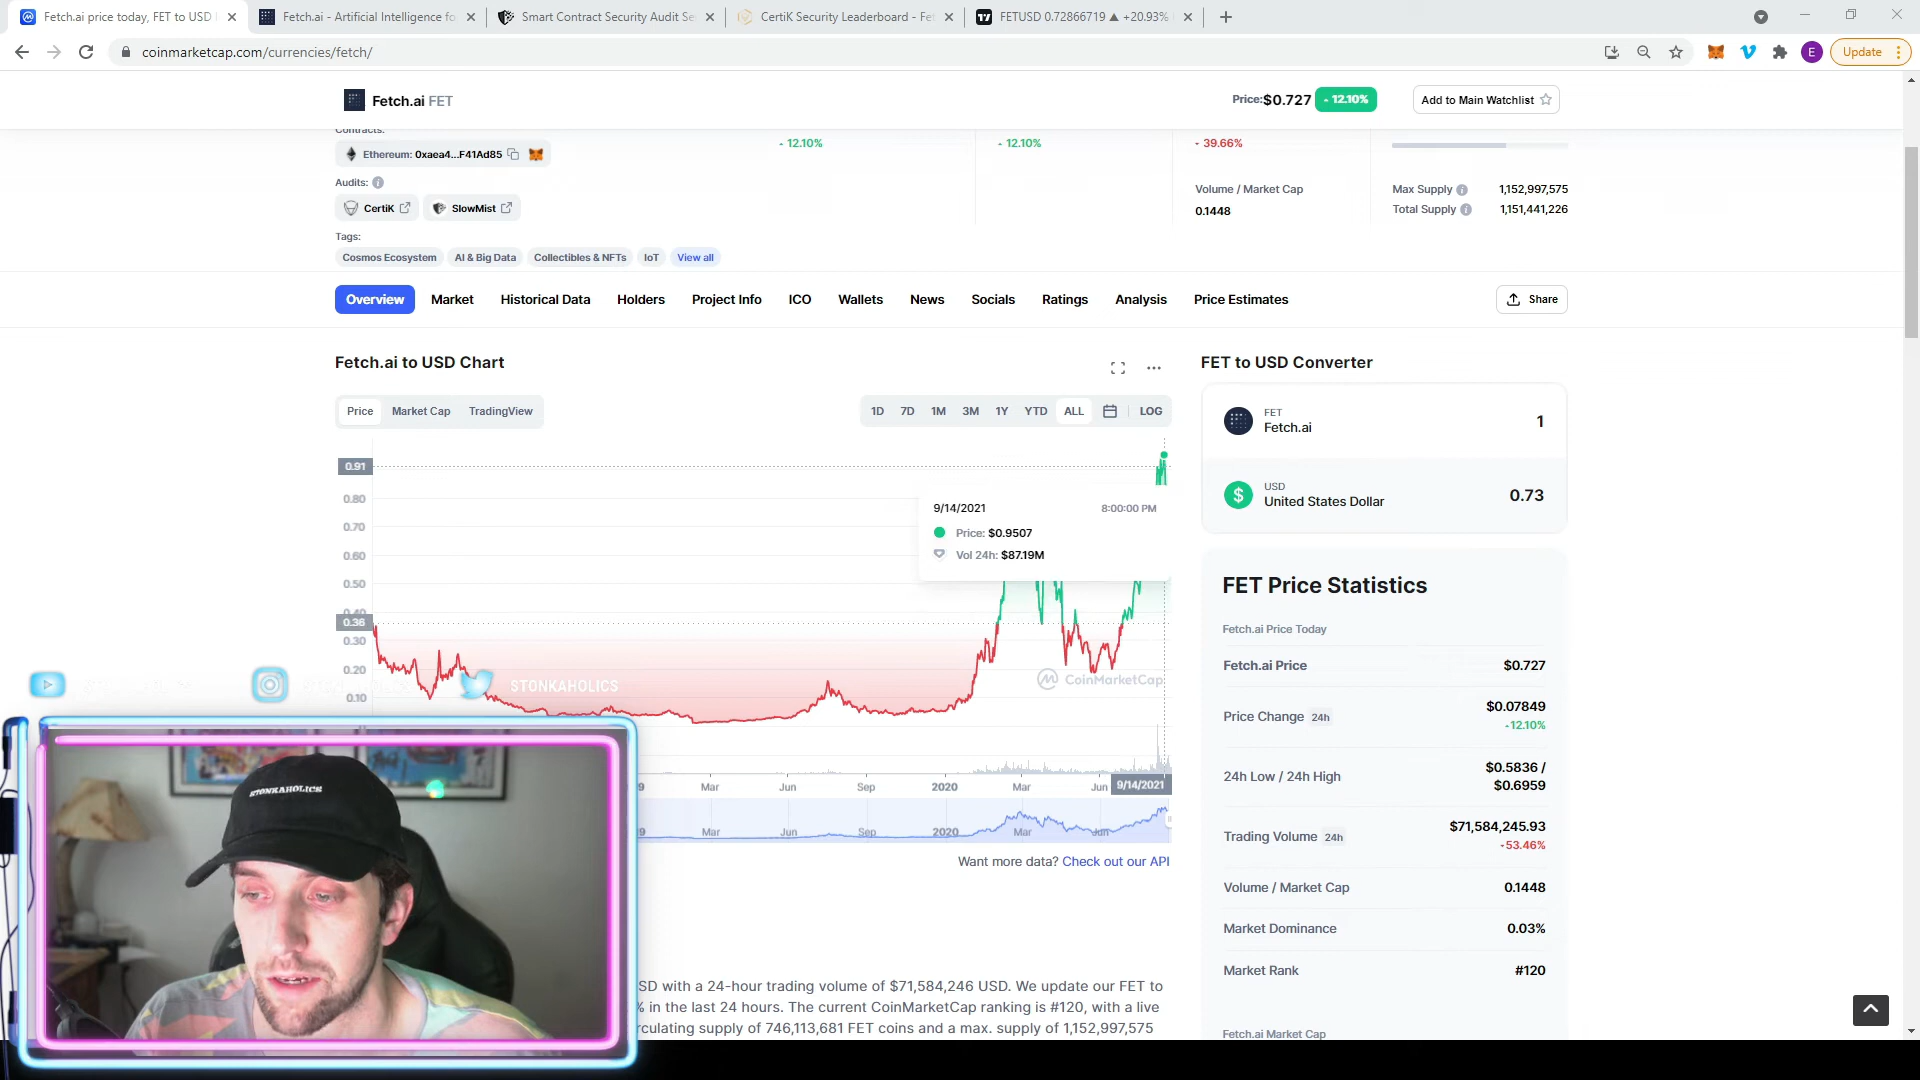 Fetch.ai price today, FET to USD
Fetch.ai - Artificial Intelligence fo
Smart Contract Security Audit Se
CertiK Security Leaderboard - Fet
FETUSD 0.72866719 ▲ +20.93%
coinmarketcap.com/currencies/fetch/
E
Update
Fetch.ai FET
Price:$0.727
12.10%
Add to Main Watchlist
Contracts:
Ethereum: 0xaea4...F41Ad85
12.10%
12.10%
39.66%
Audits:
CertiK
SlowMist
Volume / Market Cap
0.1448
Max Supply 1,152,997,575
Total Supply 1,151,441,226
Tags:
Cosmos Ecosystem
AI & Big Data
Collectibles & NFTs
IoT
View all
Overview
Market
Historical Data
Holders
Project Info
ICO
Wallets
News
Socials
Ratings
Analysis
Price Estimates
Share
Fetch.ai to USD Chart
Price
Market Cap
TradingView
1D
7D
1M
3M
1Y
YTD
ALL
LOG
0.91
0.80
0.70
0.60
0.50
0.40
0.36
0.30
0.20
0.10
9/14/2021 8:00:00 PM
Price: $0.9507
Vol 24h: $87.19M
CoinMarketCap
STONKAHOLICS
9
Mar
Jun
Sep
2020
Mar
Jun
9/14/2021
9
Mar
Jun
Sep
2020
Mar
Jun
Want more data? Check out our API
STONKAHOLICS
SD with a 24-hour trading volume of $71,584,246 USD. We update our FET to
% in the last 24 hours. The current CoinMarketCap ranking is #120, with a live
rculating supply of 746,113,681 FET coins and a max. supply of 1,152,997,575
FET to USD Converter
FET
Fetch.ai
1
USD
United States Dollar
0.73
FET Price Statistics
Fetch.ai Price Today
Fetch.ai Price
$0.727
Price Change 24h
$0.07849
12.10%
24h Low / 24h High
$0.5836 /
$0.6959
Trading Volume 24h
$71,584,245.93
53.46%
Volume / Market Cap
0.1448
Market Dominance
0.03%
Market Rank
#120
Fetch.ai Market Cap